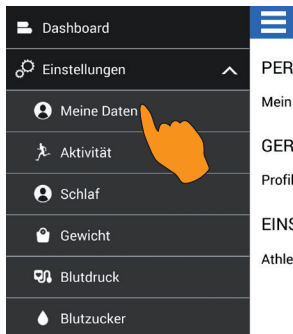 Dashboard
Einstellungen
Meine Daten
Aktivität
Schlaf
Gewicht
Blutdruck
Blutzucker
PER
Mein
GER
Profil
EINS
Athle